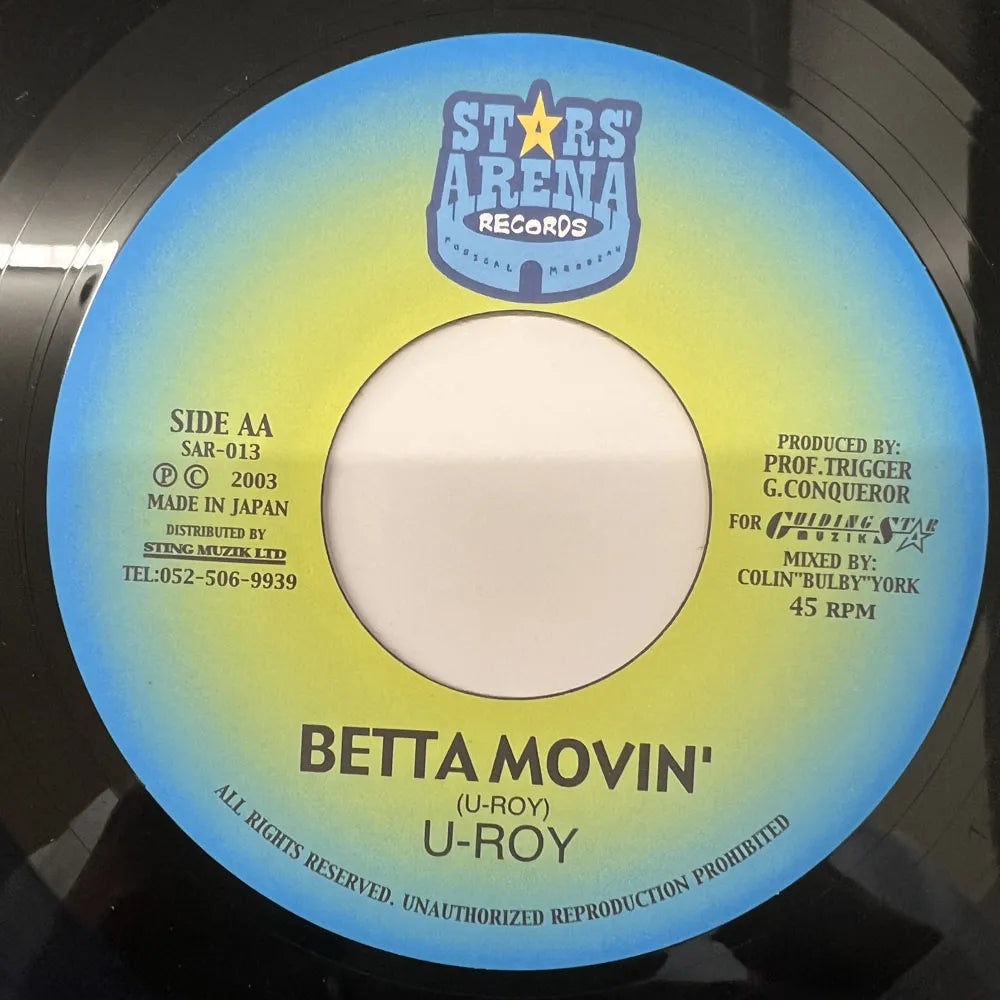 STARS'
ARENA
RECORDS
MUSICAL
SIDE AA
SAR-013
Ⓟ © 2003
MADE IN JAPAN
DISTRIBUTED BY
STING MUZIK LTD
TEL:052-506-9939
PRODUCED BY:
PROF.TRIGGER
G.CONQUEROR
FOR GUIDING STAR
MUZIK
MIXED BY:
COLIN"BULBY"YORK
45 RPM
BETTA MOVIN'
(U-ROY)
U-ROY
ALL RIGHTS RESERVED. UNAUTHORIZED REPRODUCTION PROHIBITED